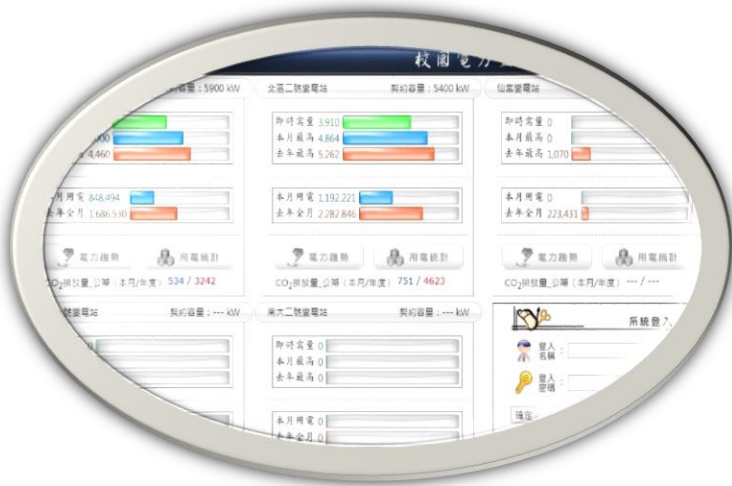 校園電力
約容量：5900 kW
北區二號變電站 契約容量：5400 kW
仙宮變電站
4,460
即時需量 3,910
本月最高 4,864
去年最高 5,262
即時需量 0
本月最高 0
去年最高 1,070
本月用電 848,494
去年全月 1,686,530
本月用電 1,192,221
去年全月 2,282,846
本月用電 0
去年全月 223,431
電力趨勢 用電統計
電力趨勢 用電統計
電力趨勢 用電統計
CO₂排放量_公噸（本月/年度） 534 / 3242
CO₂排放量_公噸（本月/年度） 751 / 4623
CO₂排放量_公噸（本月/年度） --- / ---
號變電站 契約容量：--- kW
南大二號變電站 契約容量：--- kW
系統登入
0
即時需量 0
本月最高 0
去年最高 0
登入名稱：
登入密碼：
確定
0
本月用電 0
去年全月 0